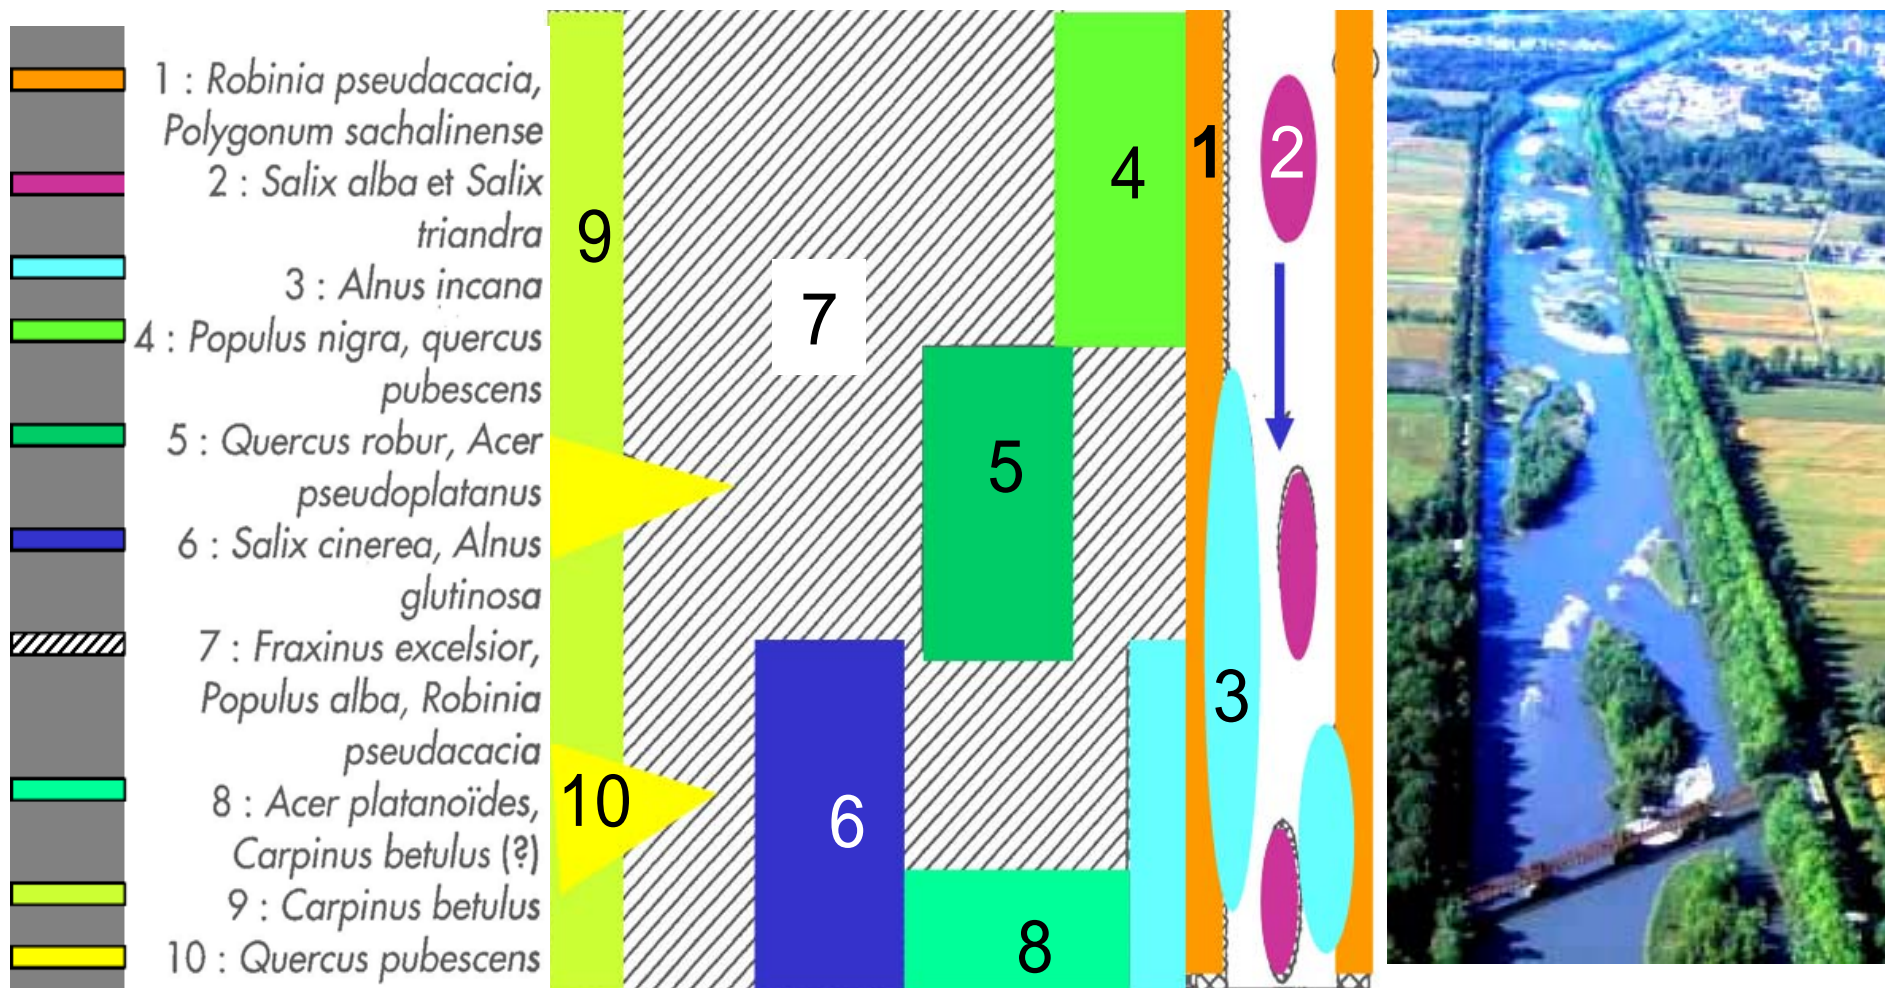 1 : Robinia pseudacacia,
Polygonum sachalinense
2 : Salix alba et Salix
triandra
3 : Alnus incana
4 : Populus nigra, quercus
pubescens
5 : Quercus robur, Acer
pseudoplatanus
6 : Salix cinerea, Alnus
glutinosa
7 : Fraxinus excelsior,
Populus alba, Robinia
pseudacacia
8 : Acer platanoïdes,
Carpinus betulus (?)
9 : Carpinus betulus
10 : Quercus pubescens
1
2
4
9
7
5
3
10
6
8